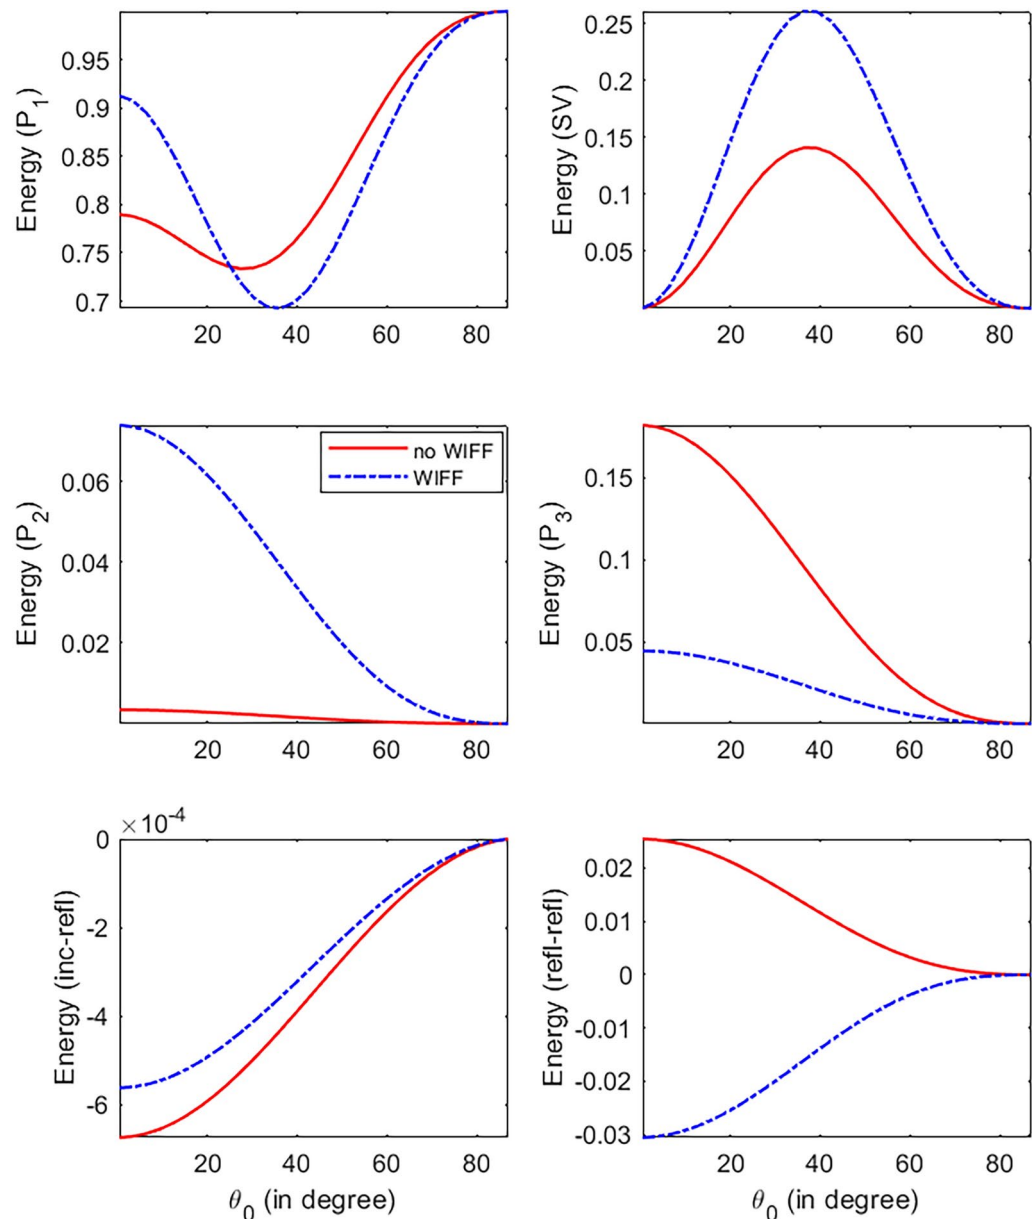 Energy (P1)
0.95
0.9
0.85
0.8
0.75
0.7
20 40 60 80
Energy (SV)
0.25
0.2
0.15
0.1
0.05
20 40 60 80
Energy (P2)
0.06
0.04
0.02
no WIFF
WIFF
20 40 60 80
Energy (P3)
0.15
0.1
0.05
20 40 60 80
×10-4
Energy (inc-refl)
0
-2
-4
-6
20 40 60 80
θ0 (in degree)
Energy (refl-refl)
0.02
0.01
0
-0.01
-0.02
-0.03
20 40 60 80
θ0 (in degree)